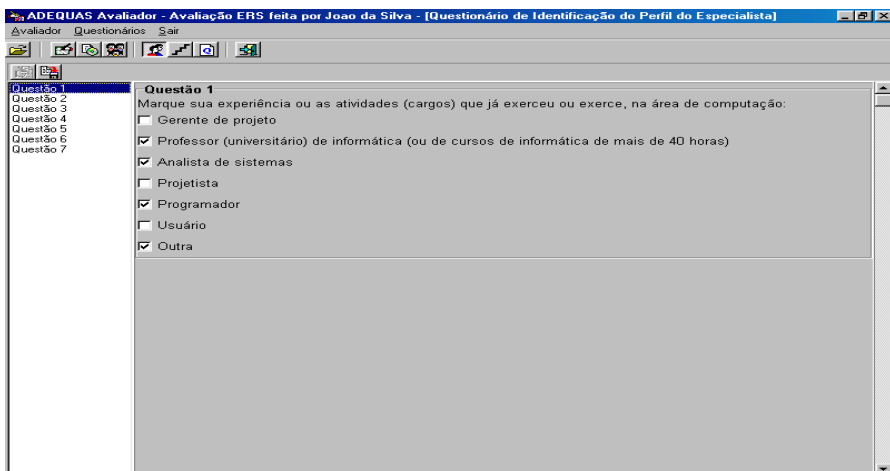 ADEQUAS Avaliador - Avaliação ERS feita por Joao da Silva - [Questionário de Identificação do Perfil do Especialista]
Avaliador Questionários Sair
Questão 1
Questão 2
Questão 3
Questão 4
Questão 5
Questão 6
Questão 7
Questão 1
Marque sua experiência ou as atividades (cargos) que já exerceu ou exerce, na área de computação:
Gerente de projeto
Professor (universitário) de informática (ou de cursos de informática de mais de 40 horas)
Analista de sistemas
Projetista
Programador
Usuário
Outra